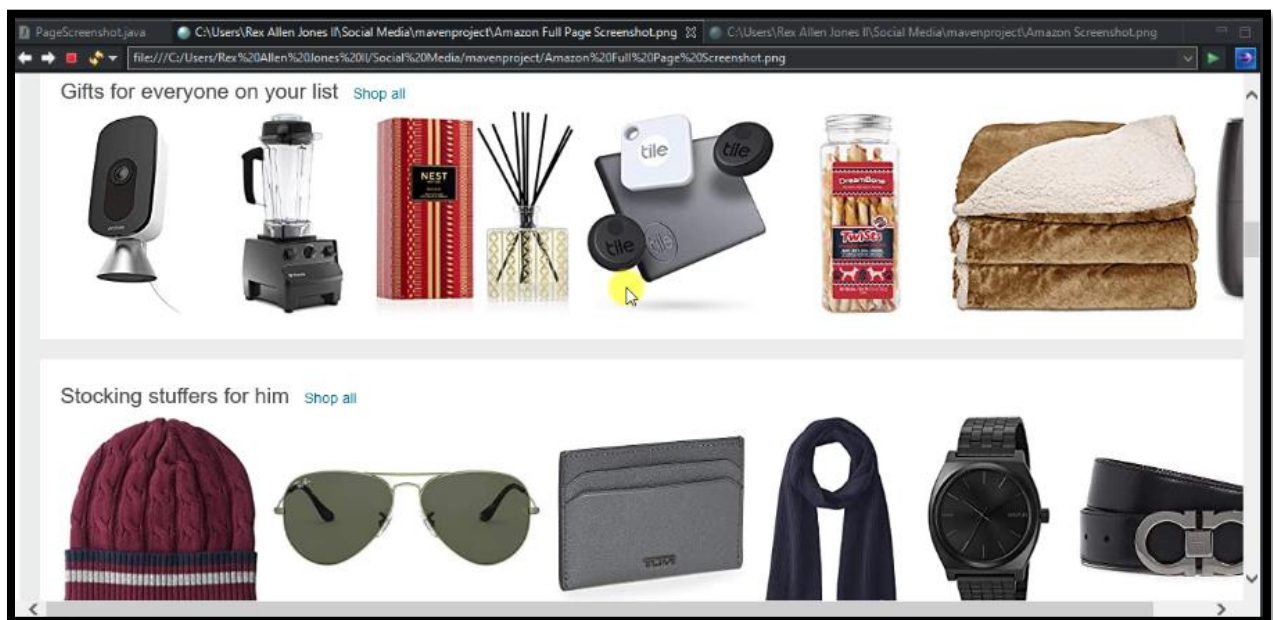 PageScreenshot.java C:\Users\Rex Allen Jones II\Social Media\mavenproject\Amazon Full Page Screenshot.png C:\Users\Rex Allen Jones II\Social Media\mavenproject\Amazon Screenshot.png
file:///C:/Users/Rex%20Allen%20Jones%20II/Social%20Media/mavenproject/Amazon%20Full%20Page%20Screenshot.png
Gifts for everyone on your list Shop all
NEST
tile tile
tile
DreamBone
Twists
Stocking stuffers for him Shop all
TUMI